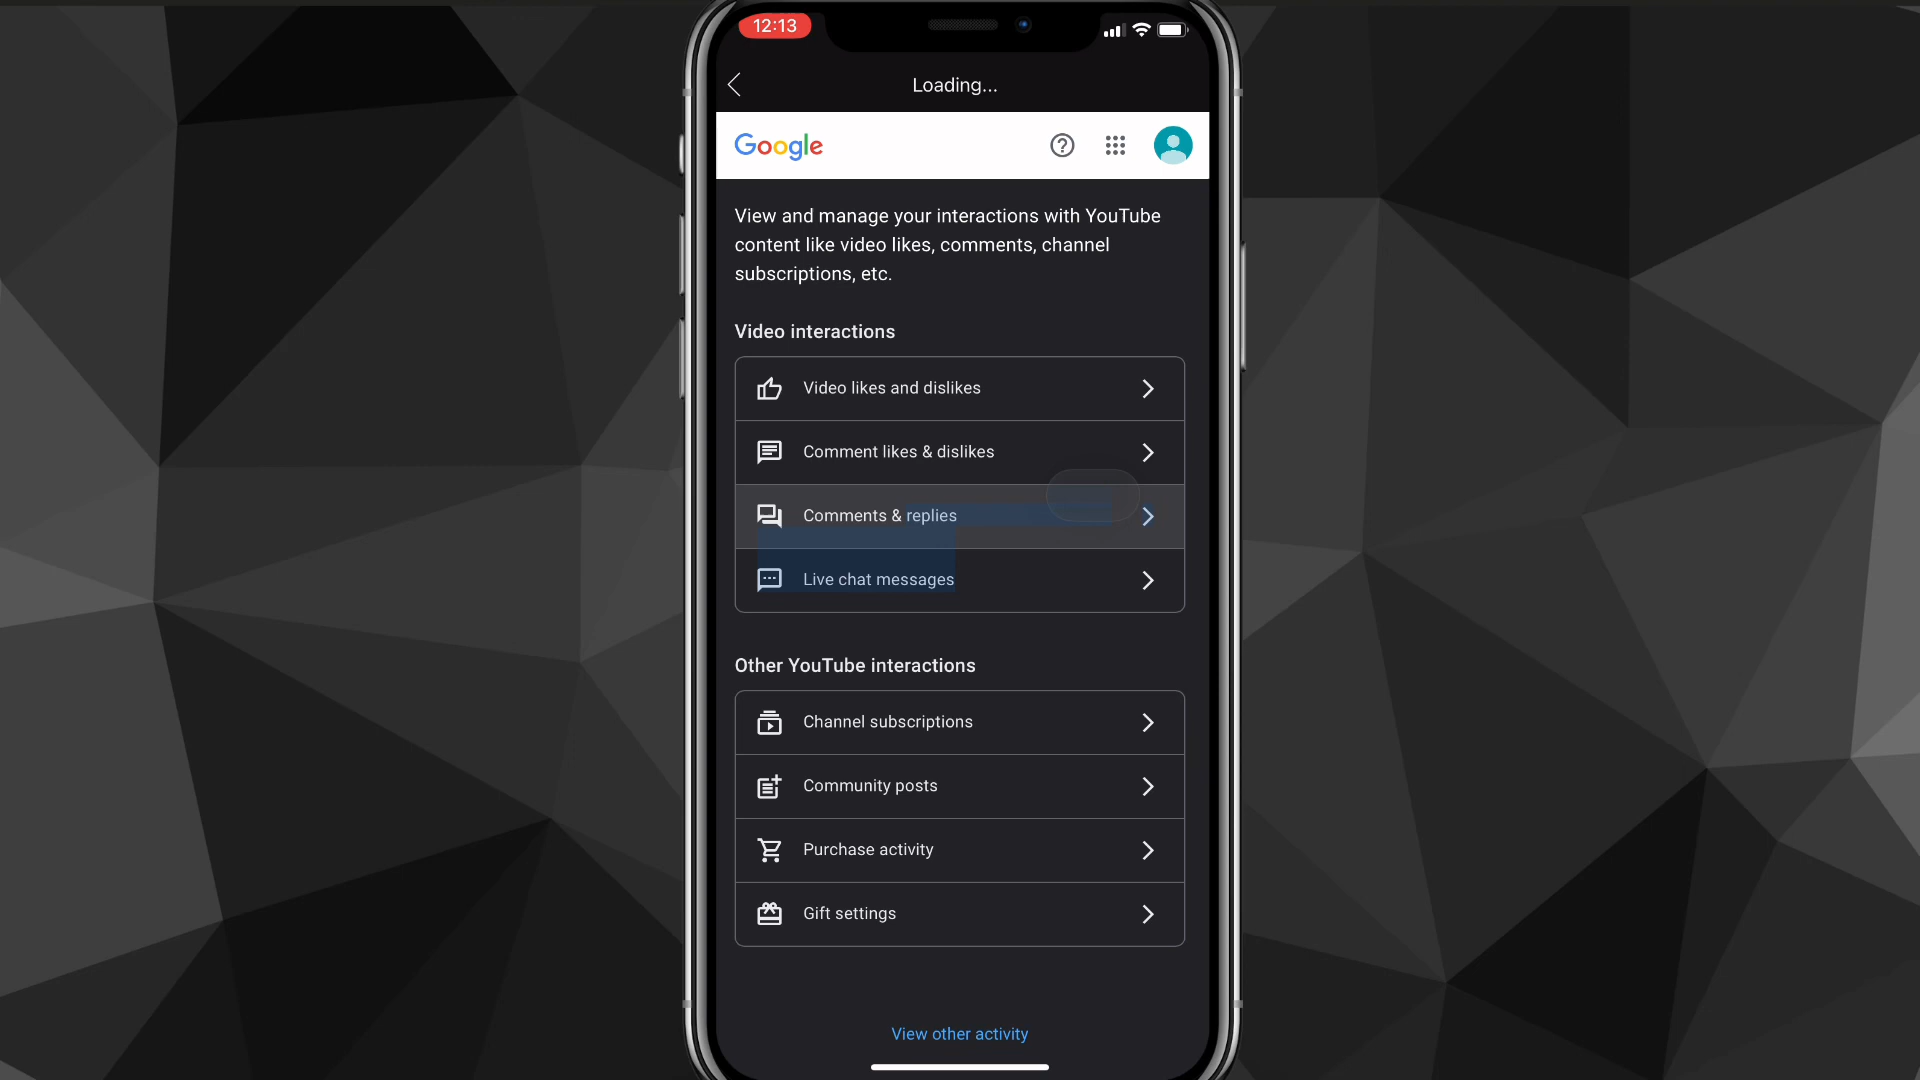 12:13
Loading...
Google
View and manage your interactions with YouTube
content like video likes, comments, channel
subscriptions, etc.
Video interactions
Video likes and dislikes
Comment likes & dislikes
Comments & replies
Live chat messages
Other YouTube interactions
Channel subscriptions
Community posts
Purchase activity
Gift settings
View other activity